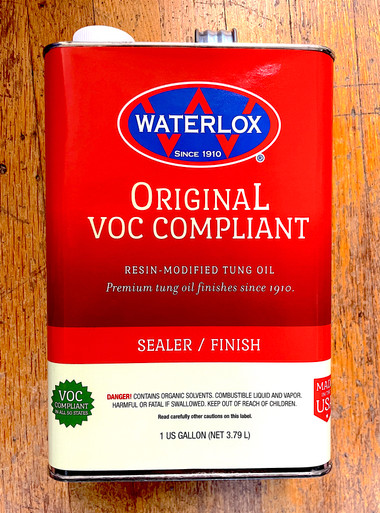 WATERLOX
SINCE 1910
®
ORIGINAL
VOC COMPLIANT
RESIN-MODIFIED TUNG OIL
Premium tung oil finishes since 1910.
SEALER / FINISH
VOC
COMPLIANT
IN ALL 50 STATES
DANGER! CONTAINS ORGANIC SOLVENTS. COMBUSTIBLE LIQUID AND VAPOR.
HARMFUL OR FATAL IF SWALLOWED. KEEP OUT OF REACH OF CHILDREN.
Read carefully other cautions on this label.
1 US GALLON (NET 3.79 L)
MADE
IN THE
USA